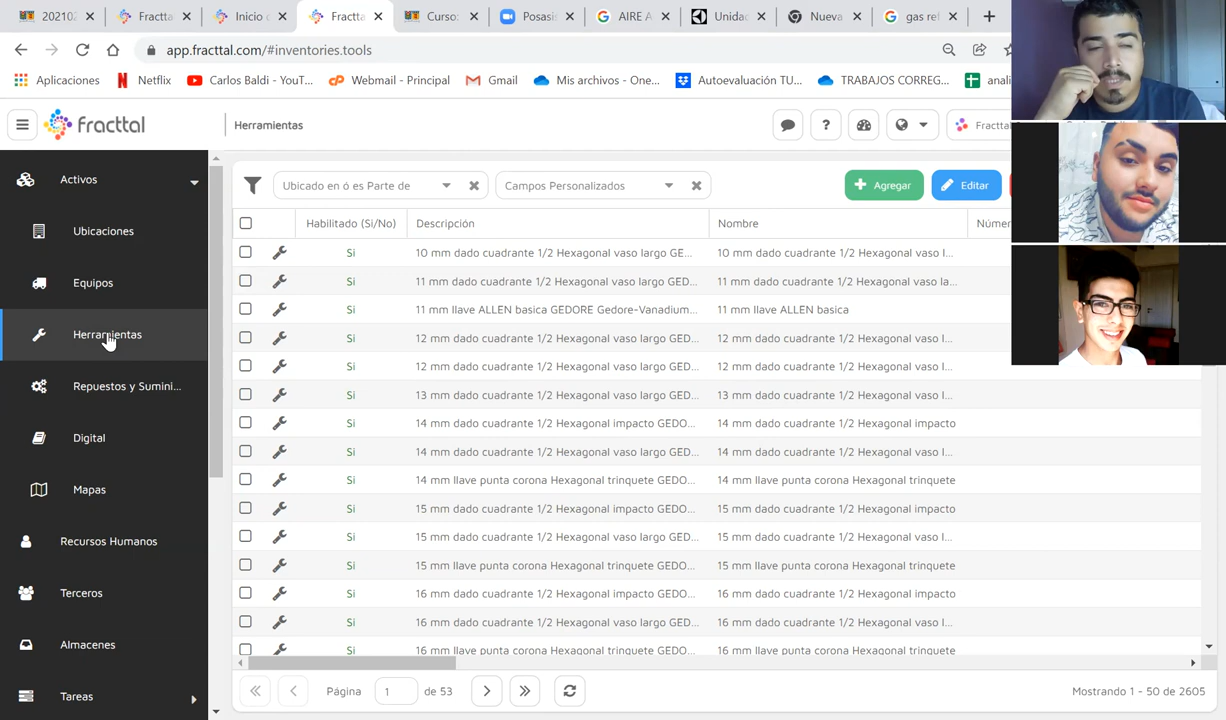 202102
Fractta
Inicio d
Fractta
Curso:
Posasis
AIRE A
Unidad
Nueva
gas ref
app.fracttal.com/#inventories.tools
Aplicaciones
Netflix
Carlos Baldi - YouT...
Webmail - Principal
Gmail
Mis archivos - One...
Autoevaluación TU...
TRABAJOS CORREG...
anali
fracttal
Herramientas
?
Fractta
Activos
Ubicaciones
Equipos
Herramientas
Repuestos y Sumini...
Digital
Mapas
Recursos Humanos
Terceros
Almacenes
Tareas
Ubicado en ó es Parte de
Campos Personalizados
Agregar
Editar
Habilitado (Si/No) Descripción Nombre Núme
Si 10 mm dado cuadrante 1/2 Hexagonal vaso largo GE... 10 mm dado cuadrante 1/2 Hexagonal vaso l...
Si 11 mm dado cuadrante 1/2 Hexagonal vaso largo GED... 11 mm dado cuadrante 1/2 Hexagonal vaso la...
Si 11 mm llave ALLEN basica GEDORE Gedore-Vanadium... 11 mm llave ALLEN basica
Si 12 mm dado cuadrante 1/2 Hexagonal vaso largo GED... 12 mm dado cuadrante 1/2 Hexagonal vaso l...
Si 12 mm dado cuadrante 1/2 Hexagonal vaso largo GED... 12 mm dado cuadrante 1/2 Hexagonal vaso l...
Si 13 mm dado cuadrante 1/2 Hexagonal vaso largo GED... 13 mm dado cuadrante 1/2 Hexagonal vaso l...
Si 14 mm dado cuadrante 1/2 Hexagonal impacto GEDO... 14 mm dado cuadrante 1/2 Hexagonal impacto
Si 14 mm dado cuadrante 1/2 Hexagonal vaso largo GED... 14 mm dado cuadrante 1/2 Hexagonal vaso l...
Si 14 mm llave punta corona Hexagonal trinquete GEDO... 14 mm llave punta corona Hexagonal trinquete
Si 15 mm dado cuadrante 1/2 Hexagonal impacto GEDO... 15 mm dado cuadrante 1/2 Hexagonal impacto
Si 15 mm dado cuadrante 1/2 Hexagonal vaso largo GED... 15 mm dado cuadrante 1/2 Hexagonal vaso l...
Si 15 mm llave punta corona Hexagonal trinquete GEDO... 15 mm llave punta corona Hexagonal trinquete
Si 16 mm dado cuadrante 1/2 Hexagonal impacto GEDO... 16 mm dado cuadrante 1/2 Hexagonal impacto
Si 16 mm dado cuadrante 1/2 Hexagonal vaso largo GED... 16 mm dado cuadrante 1/2 Hexagonal vaso l...
Si 16 mm llave punta corona Hexagonal trinquete GEDO... 16 mm llave punta corona Hexagonal trinquete
Página 1 de 53
Mostrando 1 - 50 de 2605